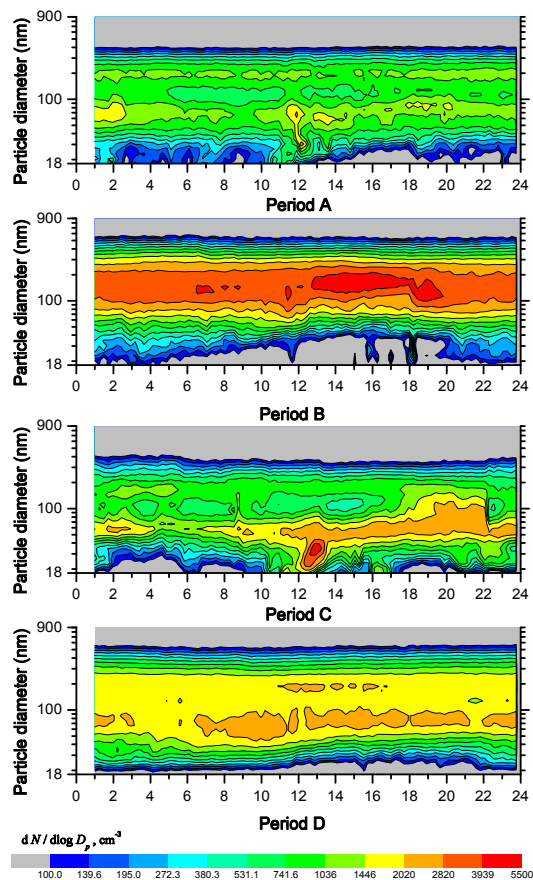 900
Particle diameter (nm)
100
18
0 2 4 6 8 10 12 14 16 18 20 22 24
Period A
900
Particle diameter (nm)
100
18
0 2 4 6 8 10 12 14 16 18 20 22 24
Period B
900
Particle diameter (nm)
100
18
0 2 4 6 8 10 12 14 16 18 20 22 24
Period C
900
Particle diameter (nm)
100
18
0 2 4 6 8 10 12 14 16 18 20 22 24
Period D
d N / dlog Dp , cm-3
100.0 139.6 195.0 272.3 380.3 531.1 741.6 1036 1446 2020 2820 3939 5500